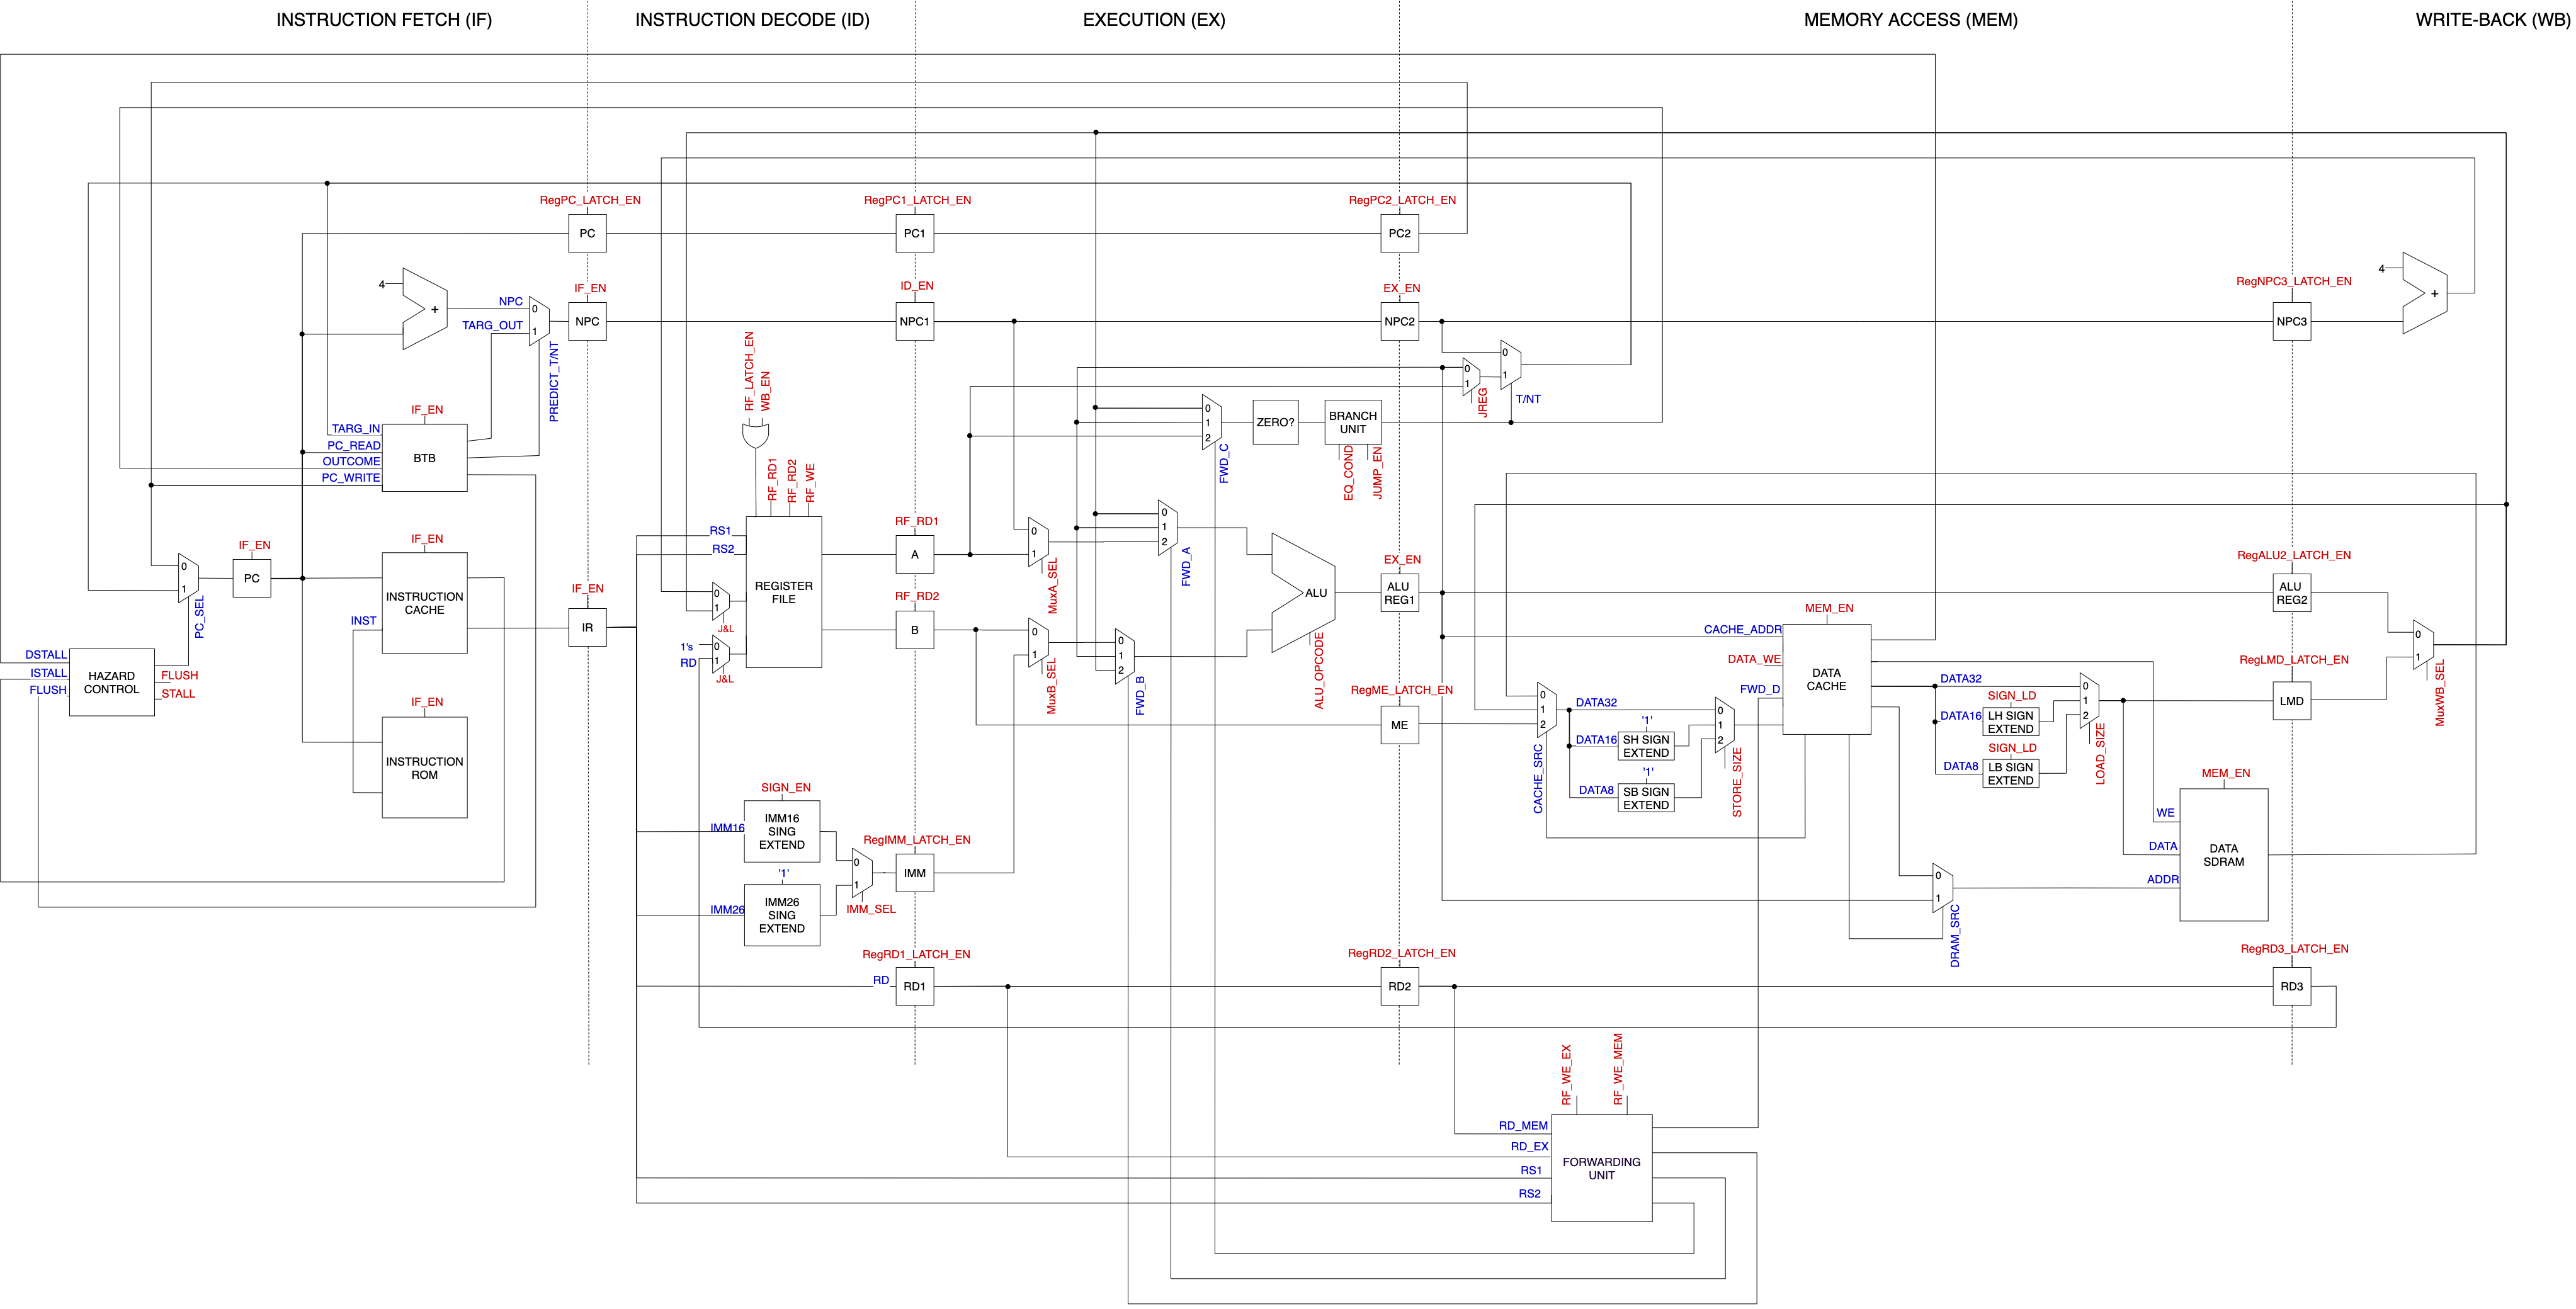 INSTRUCTION FETCH (IF)
INSTRUCTION DECODE (ID)
EXECUTION (EX)
MEMORY ACCESS (MEM)
WRITE-BACK (WB)
RegPC_LATCH_EN
PC
RegPC1_LATCH_EN
PC1
RegPC2_LATCH_EN
PC2
4
+
NPC
TARG_OUT
0
1
PREDICT_T/NT
IF_EN
NPC
ID_EN
NPC1
EX_EN
NPC2
RegNPC3_LATCH_EN
NPC3
4
+
IF_EN
TARG_IN
PC_READ
OUTCOME
PC_WRITE
BTB
0
1
PC_SEL
IF_EN
PC
IF_EN
INSTRUCTION
CACHE
INST
IF_EN
INSTRUCTION
ROM
DSTALL
ISTALL
FLUSH
HAZARD
CONTROL
FLUSH
STALL
IF_EN
IR
RF_LATCH_EN
WB_EN
RF_RD1
RF_RD2
RF_WE
RS1
RS2
REGISTER
FILE
0
1
J&L
1's
RD
0
1
J&L
SIGN_EN
IMM16
IMM16
SING
EXTEND
'1'
IMM26
IMM26
SING
EXTEND
0
1
IMM_SEL
RF_RD1
A
RF_RD2
B
RegIMM_LATCH_EN
IMM
RegRD1_LATCH_EN
RD
RD1
0
1
MuxA_SEL
0
1
MuxB_SEL
0
1
2
FWD_A
0
1
2
FWD_B
0
1
2
FWD_C
ZERO?
BRANCH
UNIT
EQ_COND
JUMP_EN
ALU
ALU_OPCODE
0
1
JREG
0
1
T/NT
EX_EN
ALU
REG1
RegME_LATCH_EN
ME
RegRD2_LATCH_EN
RD2
0
1
2
CACHE_SRC
DATA32
DATA16
DATA8
'1'
SH SIGN
EXTEND
'1'
SB SIGN
EXTEND
0
1
2
STORE_SIZE
MEM_EN
CACHE_ADDR
DATA_WE
FWD_D
DATA
CACHE
DATA32
DATA16
DATA8
SIGN_LD
LH SIGN
EXTEND
SIGN_LD
LB SIGN
EXTEND
0
1
2
LOAD_SIZE
0
1
DRAM_SRC
MEM_EN
WE
DATA
ADDR
DATA
SDRAM
RegALU2_LATCH_EN
ALU
REG2
RegLMD_LATCH_EN
LMD
0
1
MuxWB_SEL
RegRD3_LATCH_EN
RD3
RF_WE_EX
RF_WE_MEM
RD_MEM
RD_EX
RS1
RS2
FORWARDING
UNIT